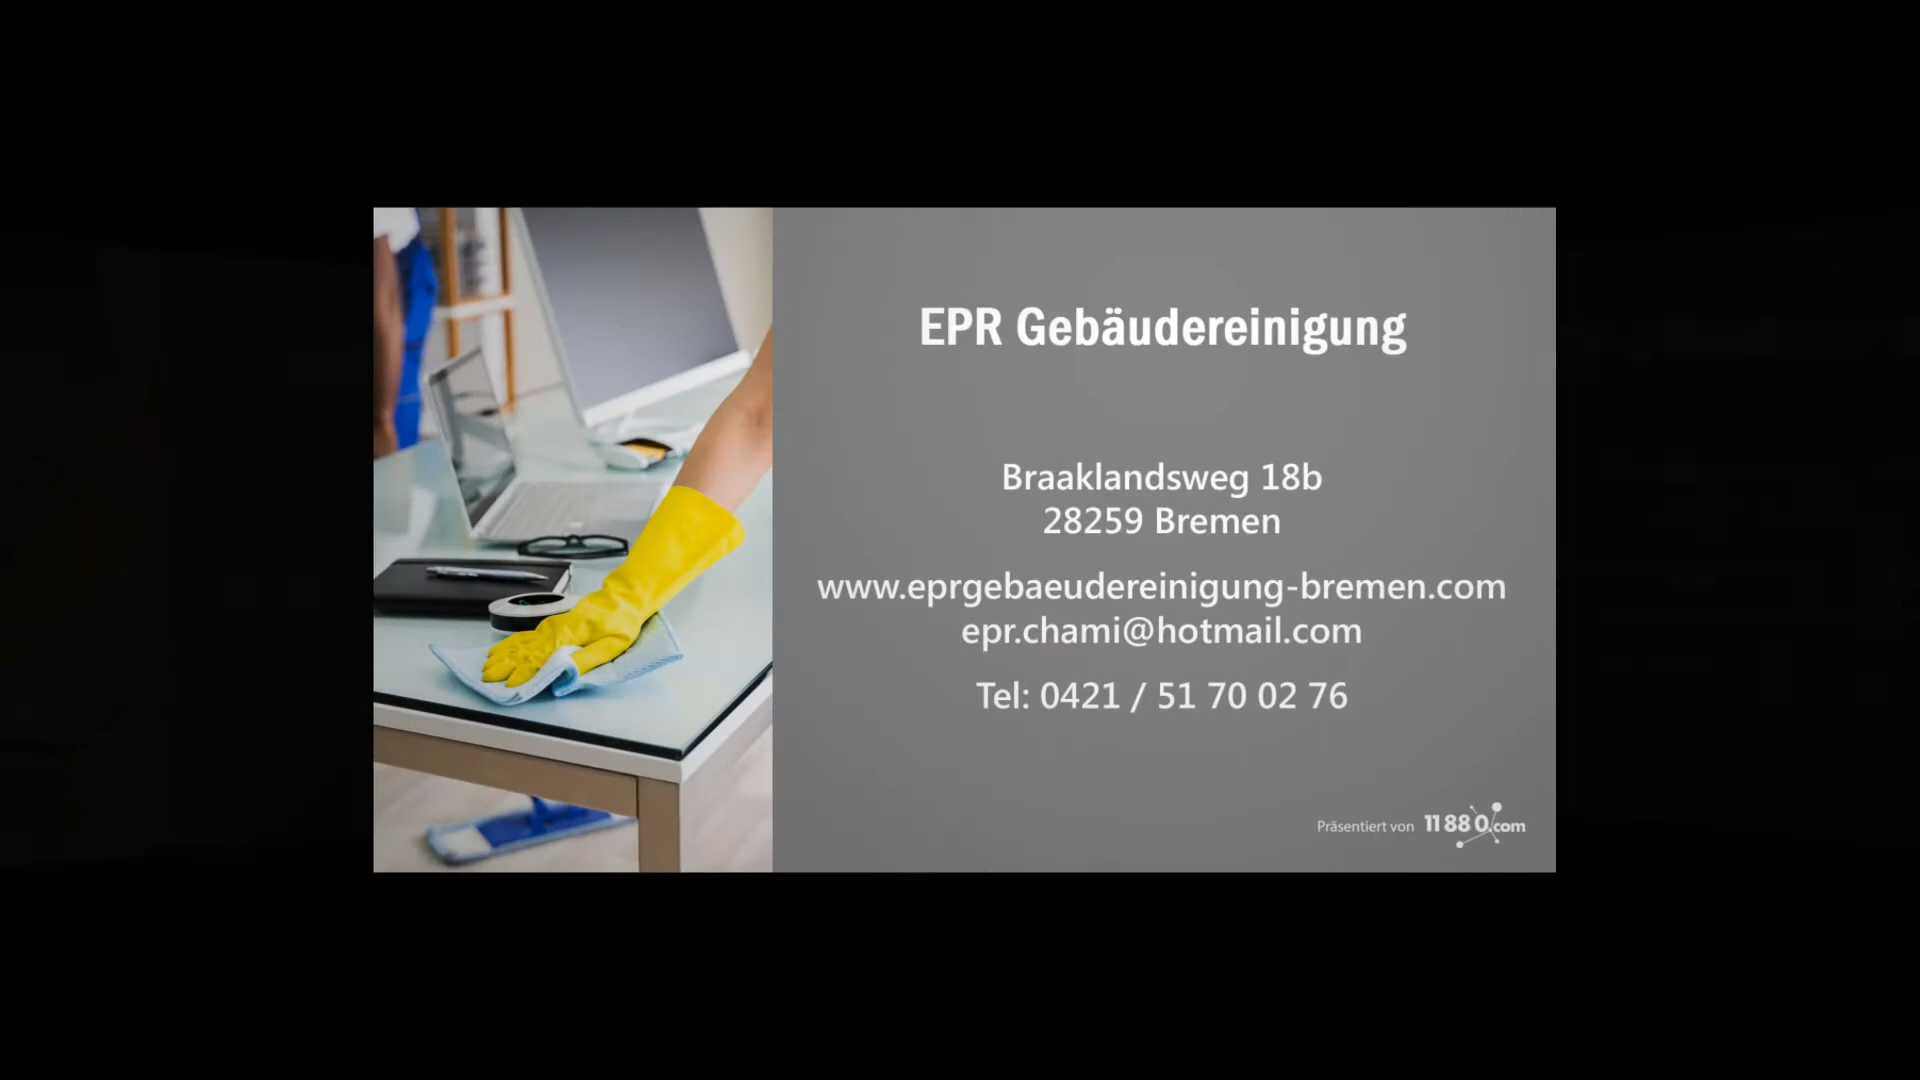 EPR Gebäudereinigung
Braaklandsweg 18b
28259 Bremen
www.eprgebaeudereinigung-bremen.com
epr.chami@hotmail.com
Tel: 0421 / 51 70 02 76
Präsentiert von 11880.com